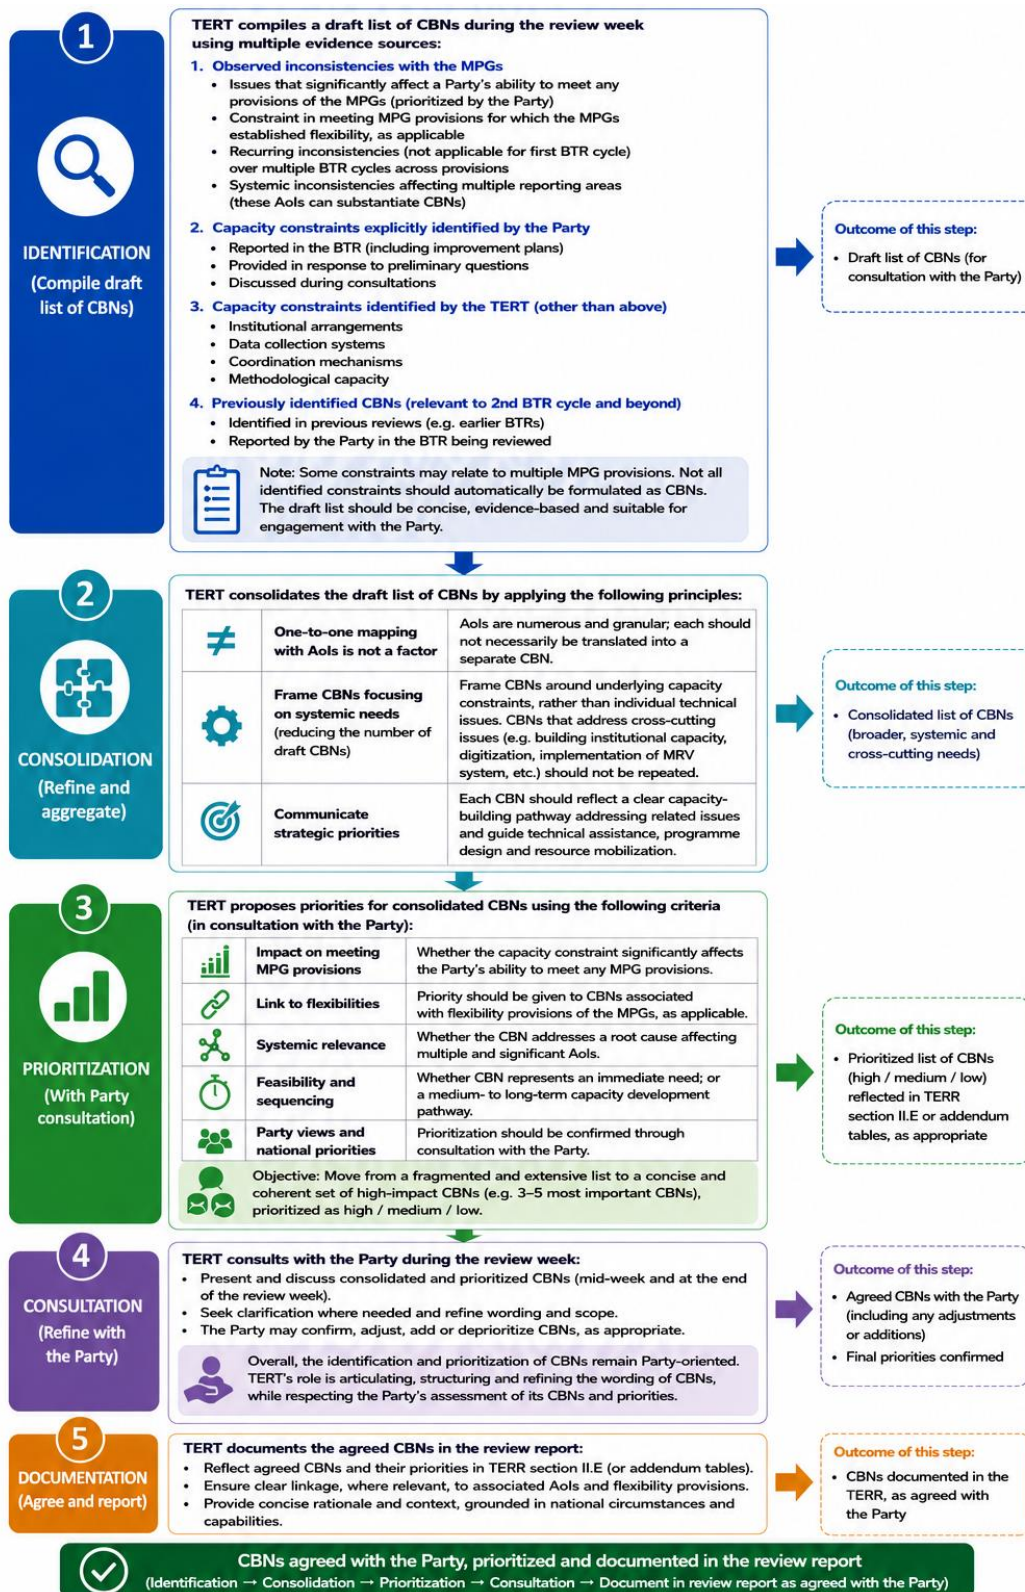 1
IDENTIFICATION
(Compile draft
list of CBNs)
TERT compiles a draft list of CBNs during the review week
using multiple evidence sources:
1. Observed inconsistencies with the MPGs
• Issues that significantly affect a Party's ability to meet any
provisions of the MPGs (prioritized by the Party)
• Constraint in meeting MPG provisions for which the MPGs
established flexibility, as applicable
• Recurring inconsistencies (not applicable for first BTR cycle)
over multiple BTR cycles across provisions
• Systemic inconsistencies affecting multiple reporting areas
(these AoIs can substantiate CBNs)
2. Capacity constraints explicitly identified by the Party
• Reported in the BTR (including improvement plans)
• Provided in response to preliminary questions
• Discussed during consultations
3. Capacity constraints identified by the TERT (other than above)
• Institutional arrangements
• Data collection systems
• Coordination mechanisms
• Methodological capacity
4. Previously identified CBNs (relevant to 2nd BTR cycle and beyond)
• Identified in previous reviews (e.g. earlier BTRs)
• Reported by the Party in the BTR being reviewed
Note: Some constraints may relate to multiple MPG provisions. Not all
identified constraints should automatically be formulated as CBNs.
The draft list should be concise, evidence-based and suitable for
engagement with the Party.
Outcome of this step:
• Draft list of CBNs (for
consultation with the Party)
2
CONSOLIDATION
(Refine and
aggregate)
TERT consolidates the draft list of CBNs by applying the following principles:
≠
One-to-one mapping
with AoIs is not a factor
AoIs are numerous and granular; each should
not necessarily be translated into a
separate CBN.
Frame CBNs focusing
on systemic needs
(reducing the number of
draft CBNs)
Frame CBNs around underlying capacity
constraints, rather than individual technical
issues. CBNs that address cross-cutting
issues (e.g. building institutional capacity,
digitization, implementation of MRV
system, etc.) should not be repeated.
Communicate
strategic priorities
Each CBN should reflect a clear capacity-
building pathway addressing related issues
and guide technical assistance, programme
design and resource mobilization.
Outcome of this step:
• Consolidated list of CBNs
(broader, systemic and
cross-cutting needs)
3
PRIORITIZATION
(With Party
consultation)
TERT proposes priorities for consolidated CBNs using the following criteria
(in consultation with the Party):
Impact on meeting
MPG provisions
Whether the capacity constraint significantly affects
the Party's ability to meet any MPG provisions.
Link to flexibilities
Priority should be given to CBNs associated
with flexibility provisions of the MPGs, as applicable.
Systemic relevance
Whether the CBN addresses a root cause affecting
multiple and significant AoIs.
Feasibility and
sequencing
Whether CBN represents an immediate need; or
a medium- to long-term capacity development
pathway.
Party views and
national priorities
Prioritization should be confirmed through
consultation with the Party.
Objective: Move from a fragmented and extensive list to a concise and
coherent set of high-impact CBNs (e.g. 3–5 most important CBNs),
prioritized as high / medium / low.
Outcome of this step:
• Prioritized list of CBNs
(high / medium / low)
reflected in TERR
section II.E or addendum
tables, as appropriate
4
CONSULTATION
(Refine with
the Party)
TERT consults with the Party during the review week:
• Present and discuss consolidated and prioritized CBNs (mid-week and at the end
of the review week).
• Seek clarification where needed and refine wording and scope.
• The Party may confirm, adjust, add or deprioritize CBNs, as appropriate.
Overall, the identification and prioritization of CBNs remain Party-oriented.
TERT's role is articulating, structuring and refining the wording of CBNs,
while respecting the Party's assessment of its CBNs and priorities.
Outcome of this step:
• Agreed CBNs with the Party
(including any adjustments
or additions)
• Final priorities confirmed
5
DOCUMENTATION
(Agree and report)
TERT documents the agreed CBNs in the review report:
• Reflect agreed CBNs and their priorities in TERR section II.E (or addendum tables).
• Ensure clear linkage, where relevant, to associated AoIs and flexibility provisions.
• Provide concise rationale and context, grounded in national circumstances and
capabilities.
Outcome of this step:
• CBNs documented in the
TERR, as agreed with
the Party
CBNs agreed with the Party, prioritized and documented in the review report
(Identification → Consolidation → Prioritization → Consultation → Document in review report as agreed with the Party)